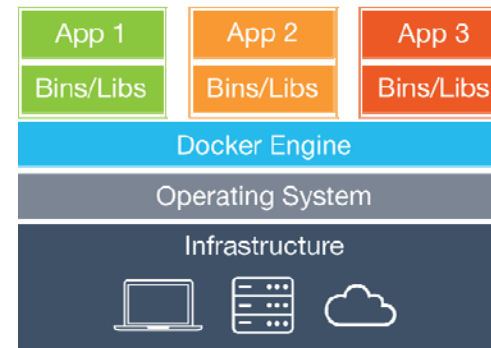 App 1 App 2 App 3
Bins/Libs Bins/Libs Bins/Libs
Docker Engine
Operating System
Infrastructure